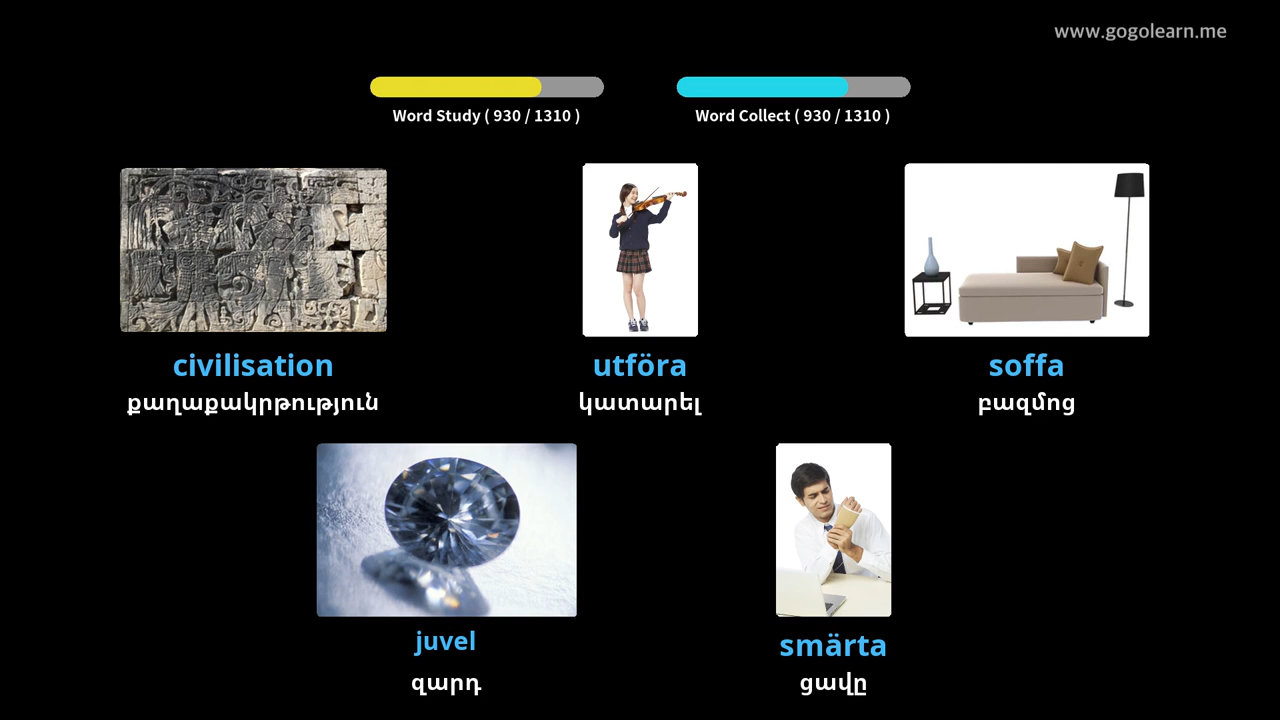 www.gogolearn.me
Word Study ( 930 / 1310 )
Word Collect ( 930 / 1310 )
civilisation
քաղաքակրթություն
utföra
կատարել
soffa
բազմոց
juvel
զարդ
smärta
ցավը